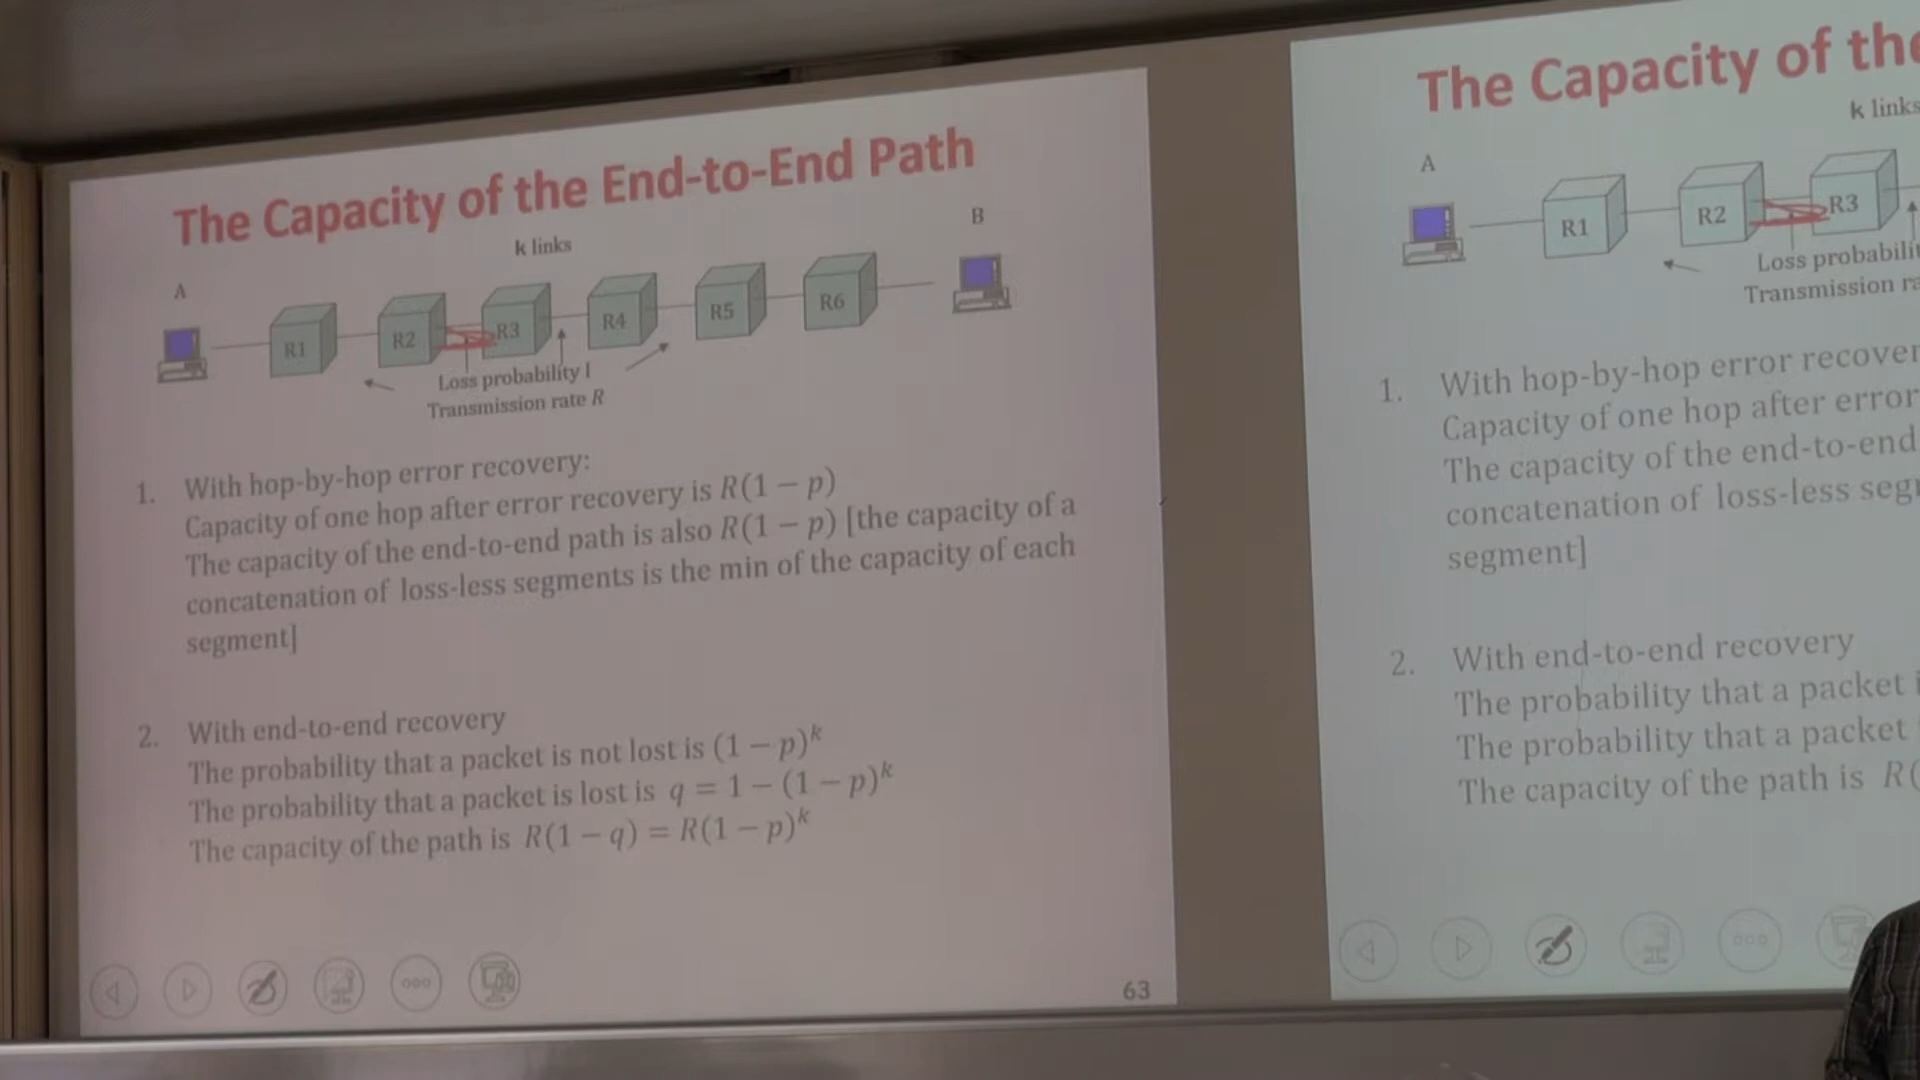 The Capacity of the End-to-End Path
k links
A
B
R1
R2
R3
R4
R5
R6
Loss probability l
Transmission rate R
1. With hop-by-hop error recovery:
Capacity of one hop after error recovery is R(1 − p)
The capacity of the end-to-end path is also R(1 − p) [the capacity of a
concatenation of loss-less segments is the min of the capacity of each
segment]
2. With end-to-end recovery
The probability that a packet is not lost is (1 − p)^k
The probability that a packet is lost is q = 1 − (1 − p)^k
The capacity of the path is R(1 − q) = R(1 − p)^k
63
The Capacity of the
k links
A
R1
R2
R3
Loss probabili
Transmission ra
1. With hop-by-hop error recover
Capacity of one hop after error
The capacity of the end-to-end
concatenation of loss-less seg
segment]
2. With end-to-end recovery
The probability that a packet i
The probability that a packet
The capacity of the path is R(